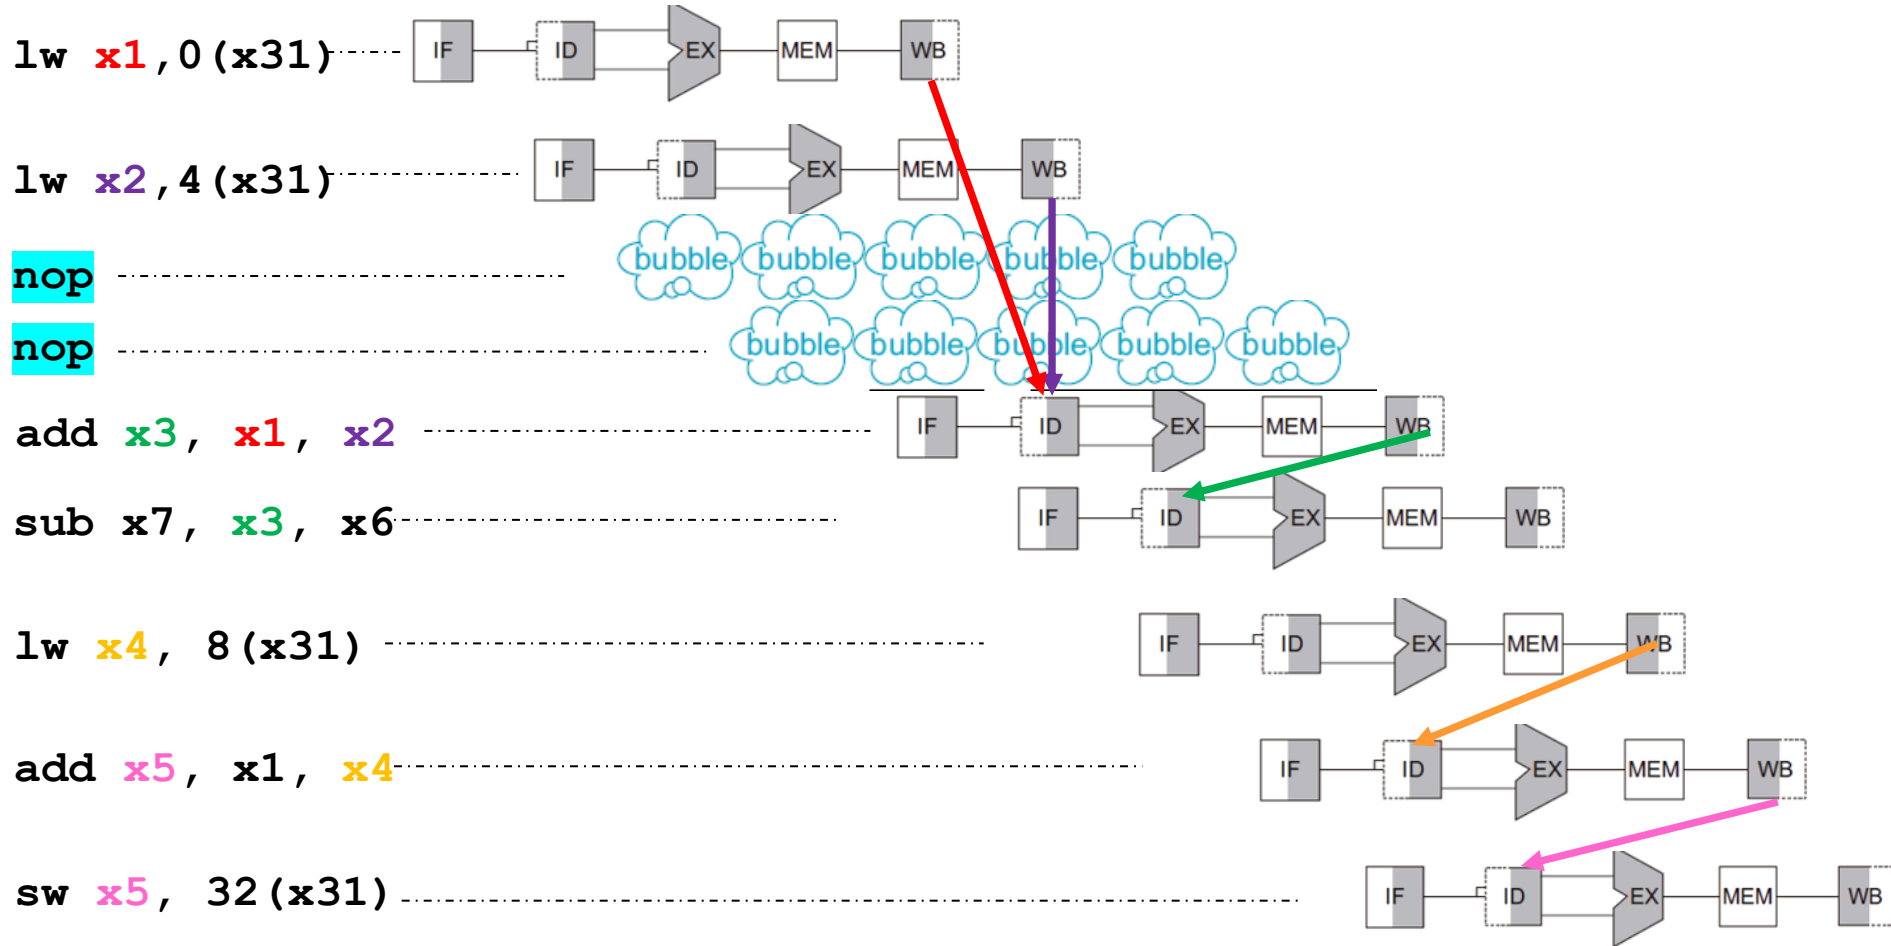 lw x1,0(x31) IF ID EX MEM WB
lw x2,4(x31) IF ID EX MEM WB
nop bubble bubble bubble bubble bubble
nop bubble bubble bubble bubble bubble
add x3, x1, x2 IF ID EX MEM WB
sub x7, x3, x6 IF ID EX MEM WB
lw x4, 8(x31) IF ID EX MEM WB
add x5, x1, x4 IF ID EX MEM WB
sw x5, 32(x31) IF ID EX MEM WB